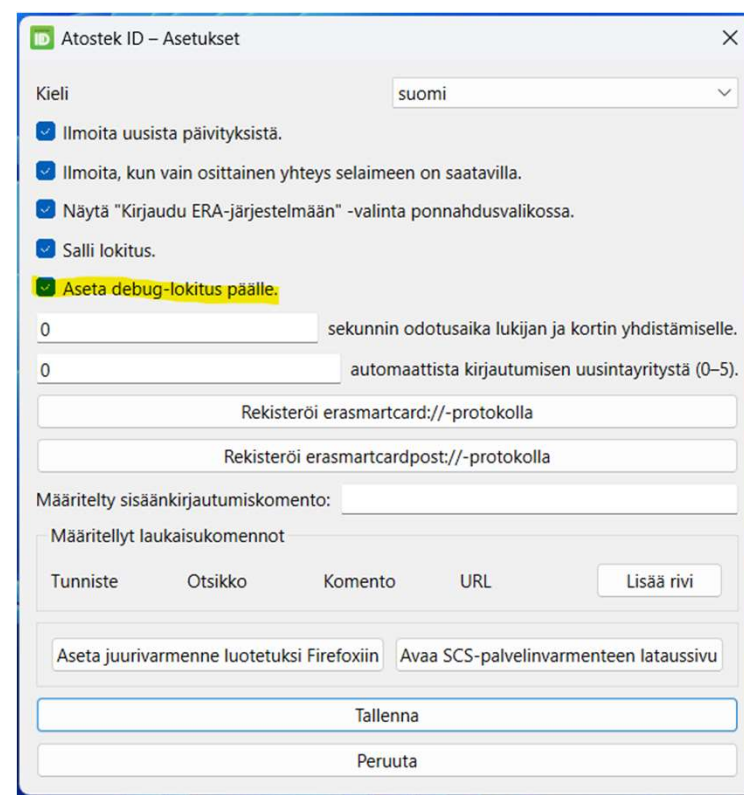 ID Atostek ID – Asetukset
Kieli suomi
Ilmoita uusista päivityksistä.
Ilmoita, kun vain osittainen yhteys selaimeen on saatavilla.
Näytä "Kirjaudu ERA-järjestelmään" -valinta ponnahdusvalikossa.
Salli lokitus.
Aseta debug-lokitus päälle.
0 sekunnin odotusaika lukijan ja kortin yhdistämiselle.
0 automaattista kirjautumisen uusintayritystä (0–5).
Rekisteröi erasmartcard://-protokolla
Rekisteröi erasmartcardpost://-protokolla
Määritelty sisäänkirjautumiskomento:
Määritellyt laukaisukomennot
Tunniste Otsikko Komento URL Lisää rivi
Aseta juurivarmenne luotetuksi Firefoxiin Avaa SCS-palvelinvarmenteen lataussivu
Tallenna
Peruuta